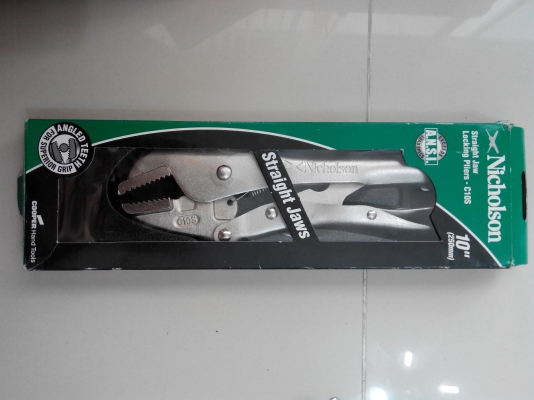 ANGLED TEETH
FOR SUPERIOR GRIP
COOPER Hand Tools
Nicholson
C10S
Straight Jaws
A.N.S.I.
Nicholson
Straight Jaw
Locking Pliers - C10S
10"
(250mm)